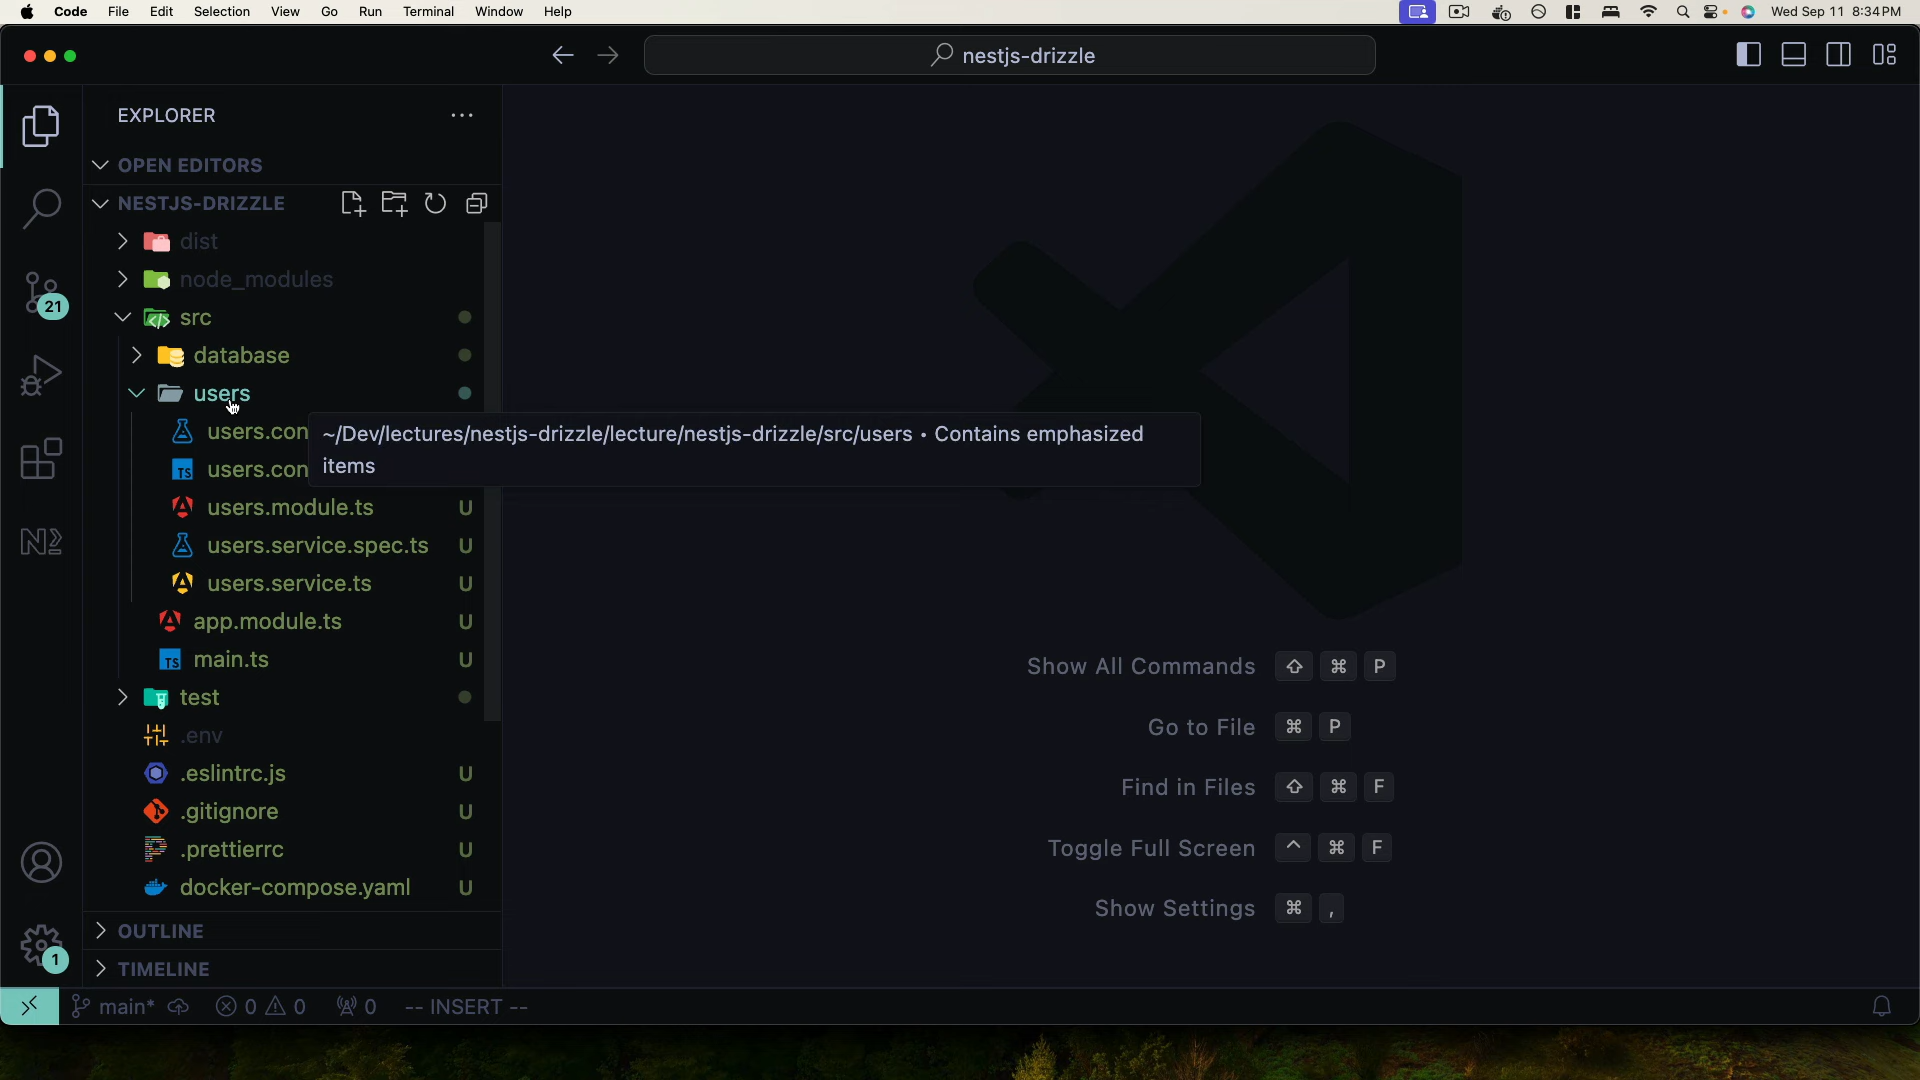 Code File Edit Selection View Go Run Terminal Window Help Wed Sep 11 8:34 PM
nestjs-drizzle
EXPLORER
OPEN EDITORS
NESTJS-DRIZZLE
dist
node_modules
src
database
users
users.con
~/Dev/lectures/nestjs-drizzle/lecture/nestjs-drizzle/src/users • Contains emphasized
items
users.con
users.module.ts U
users.service.spec.ts U
users.service.ts U
app.module.ts U
main.ts U
test
.env
.eslintrc.js U
.gitignore U
.prettierrc U
docker-compose.yaml U
OUTLINE
TIMELINE
21
1
Show All Commands ⇧ ⌘ P
Go to File ⌘ P
Find in Files ⇧ ⌘ F
Toggle Full Screen ^ ⌘ F
Show Settings ⌘ ,
main* 0 0 0 -- INSERT --